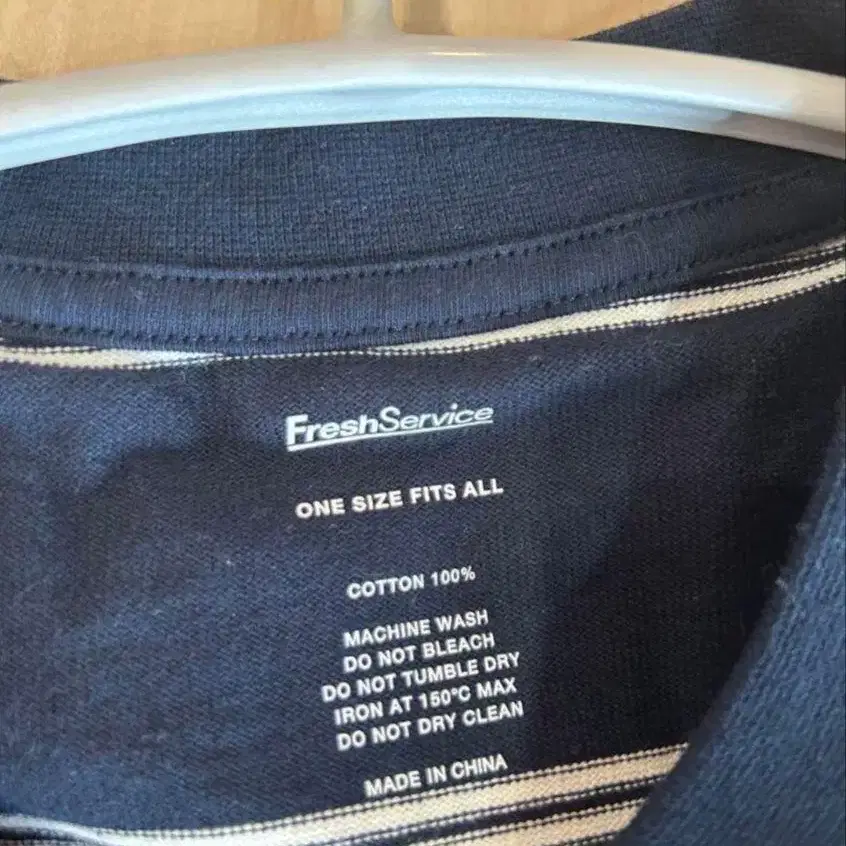 FreshService
ONE SIZE FITS ALL
COTTON 100%
MACHINE WASH
DO NOT BLEACH
DO NOT TUMBLE DRY
IRON AT 150°C MAX
DO NOT DRY CLEAN
MADE IN CHINA